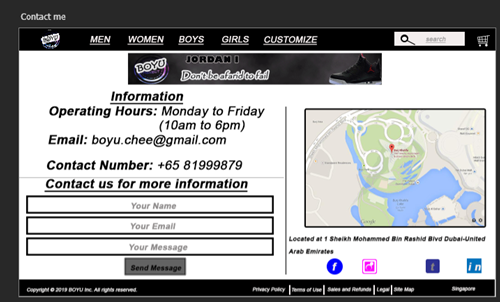 Contact me
BOYU MEN WOMEN BOYS GIRLS CUSTOMIZE search
BOYU JORDAN I
Don't be afarid to fail
Information
Operating Hours: Monday to Friday
(10am to 6pm)
Email: boyu.chee@gmail.com
Contact Number: +65 81999879
Contact us for more information
Your Name
Your Email
Your Message
Send Message
Located at 1 Sheikh Mohammed Bin Rashid Blvd Dubai-United
Arab Emirates
f t in
Copyright © 2019 BOYU Inc. All rights reserved. Privacy Policy Terms of Use Sales and Refunds Legal Site Map Singapore